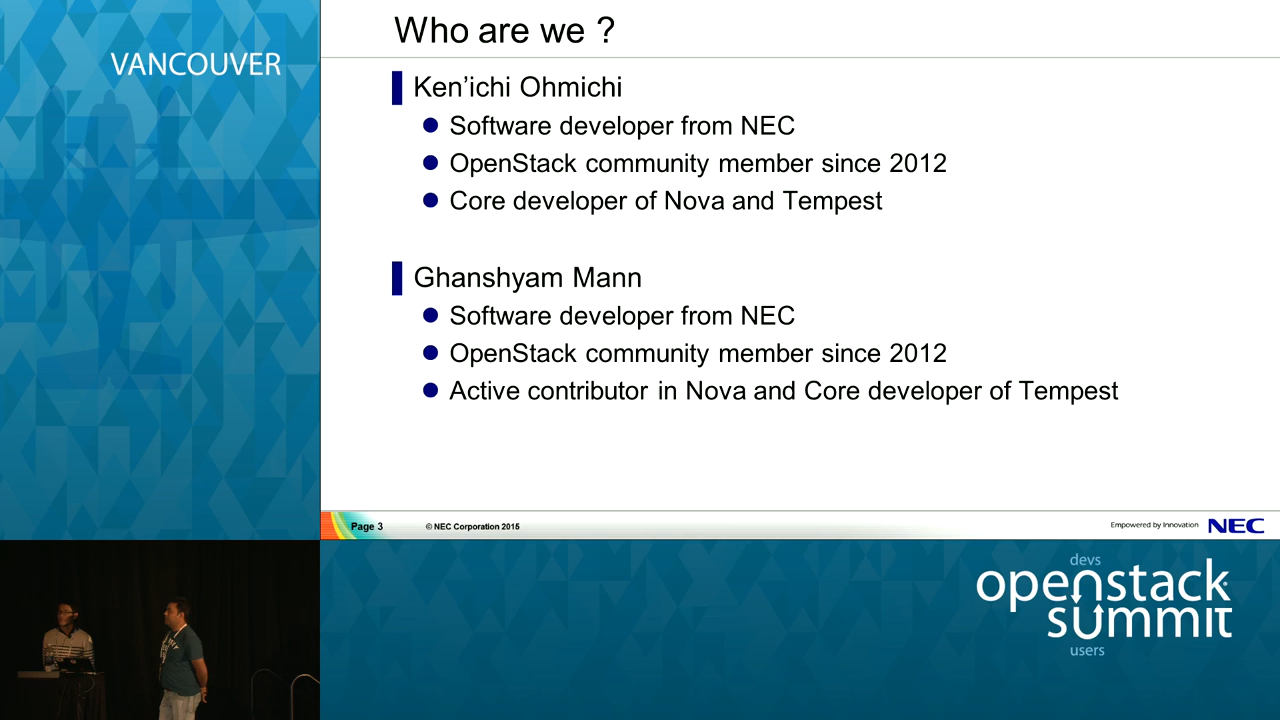 VANCOUVER
Who are we ?
Ken’ichi Ohmichi
Software developer from NEC
OpenStack community member since 2012
Core developer of Nova and Tempest
Ghanshyam Mann
Software developer from NEC
OpenStack community member since 2012
Active contributor in Nova and Core developer of Tempest
Page 3
© NEC Corporation 2015
Empowered by Innovation NEC
devs
openstack
summit
users